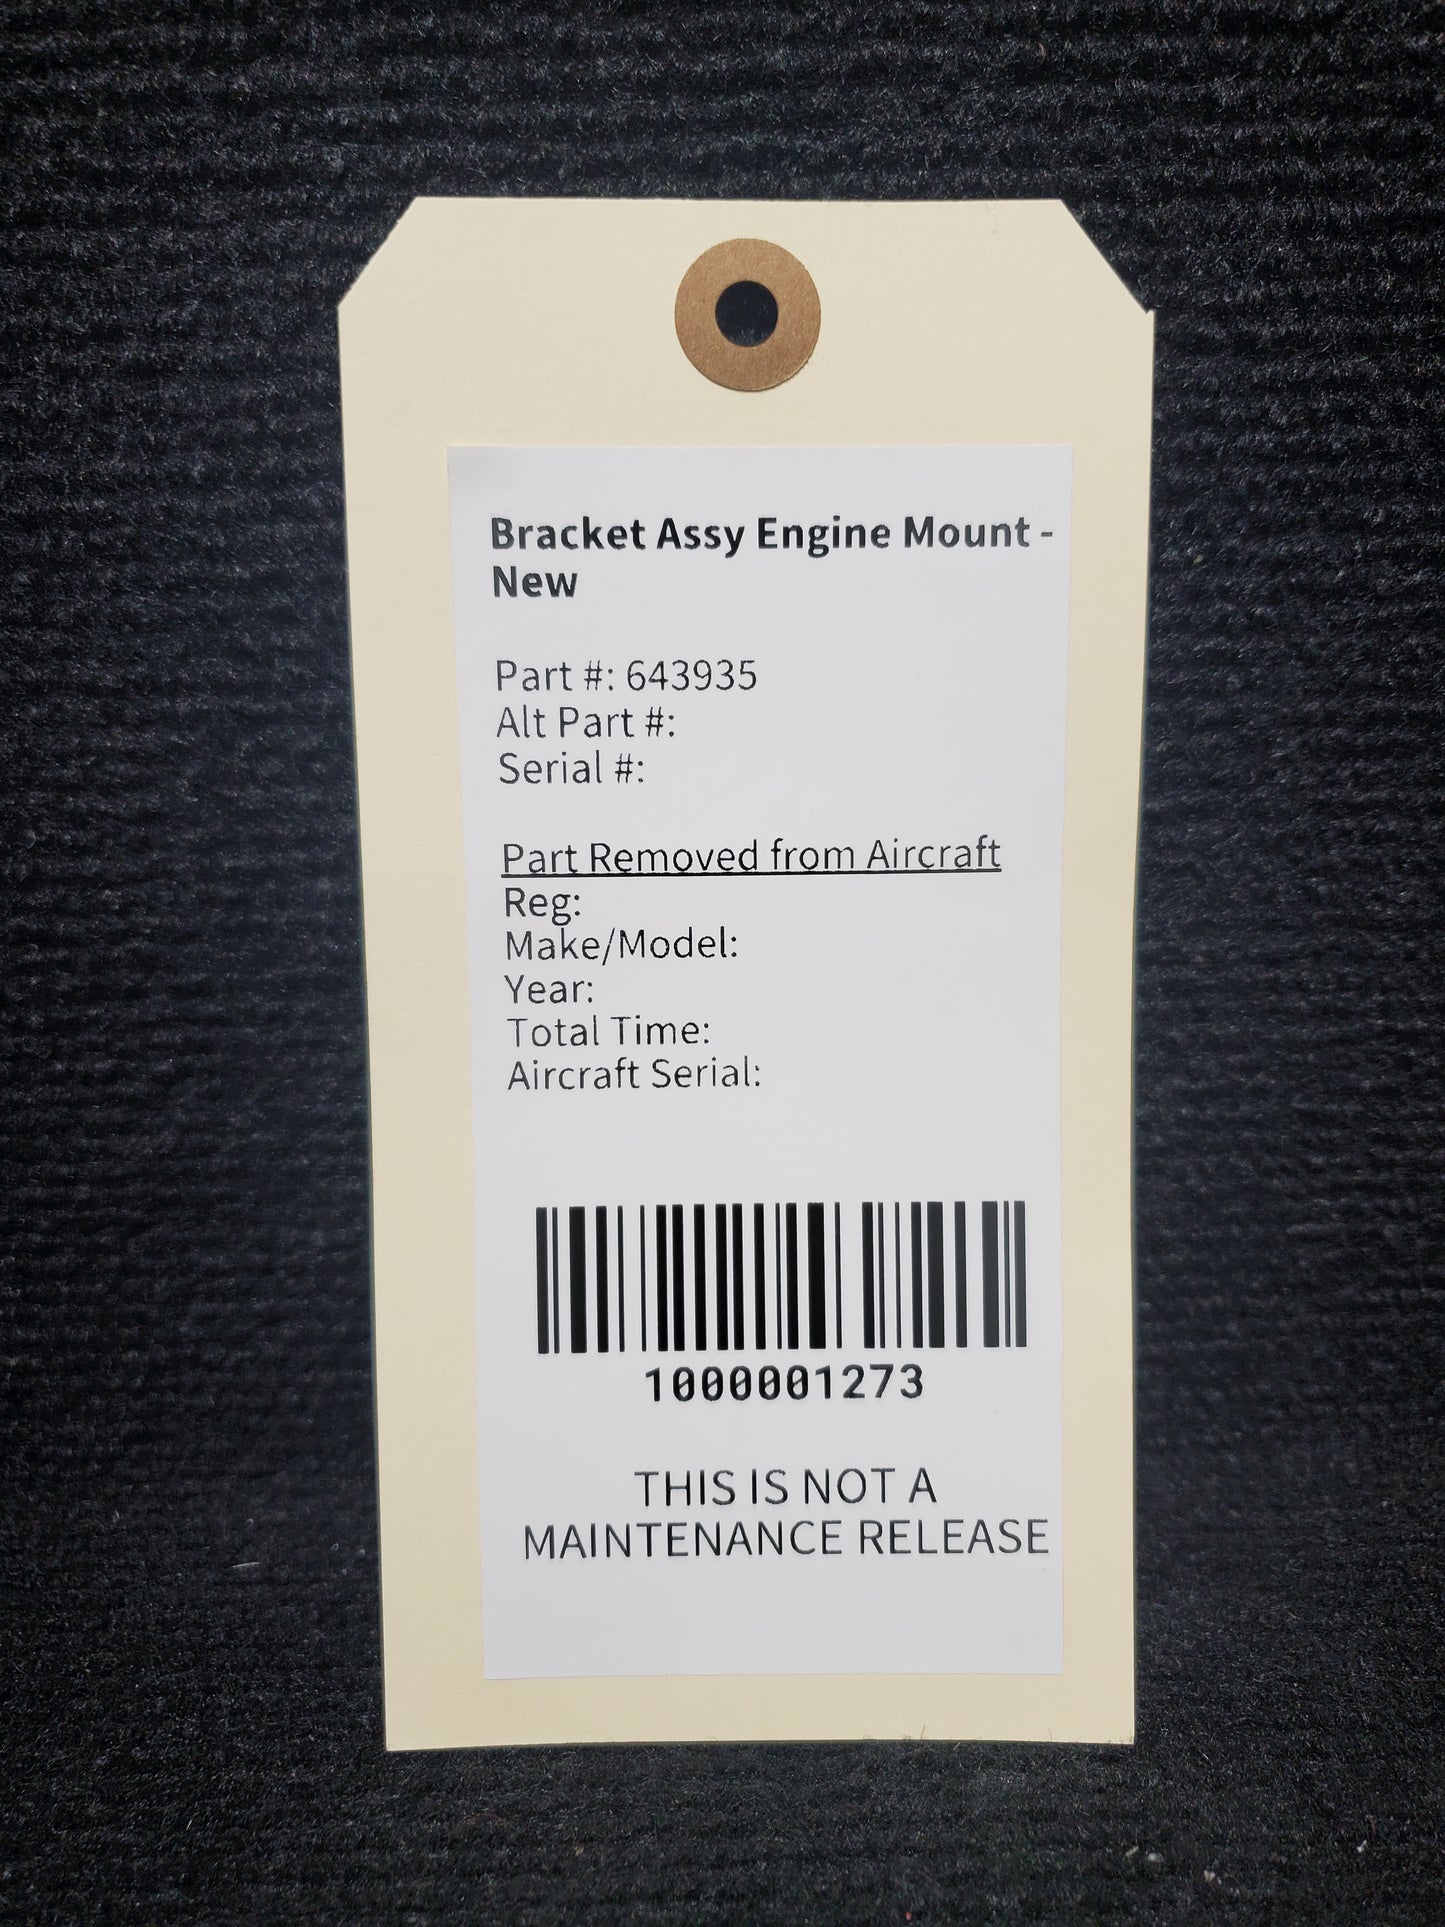 Bracket Assy Engine Mount -
New
Part #: 643935
Alt Part #:
Serial #:
Part Removed from Aircraft
Reg:
Make/Model:
Year:
Total Time:
Aircraft Serial:
1000001273
THIS IS NOT A
MAINTENANCE RELEASE